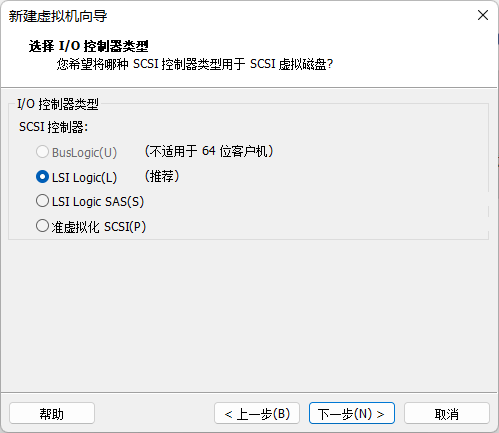 新建虚拟机向导
选择 I/O 控制器类型
您希望将哪种 SCSI 控制器类型用于 SCSI 虚拟磁盘?
I/O 控制器类型
SCSI 控制器:
BusLogic(U) （不适用于 64 位客户机）
LSI Logic(L) （推荐）
LSI Logic SAS(S)
准虚拟化 SCSI(P)
帮助 < 上一步(B) 下一步(N) > 取消